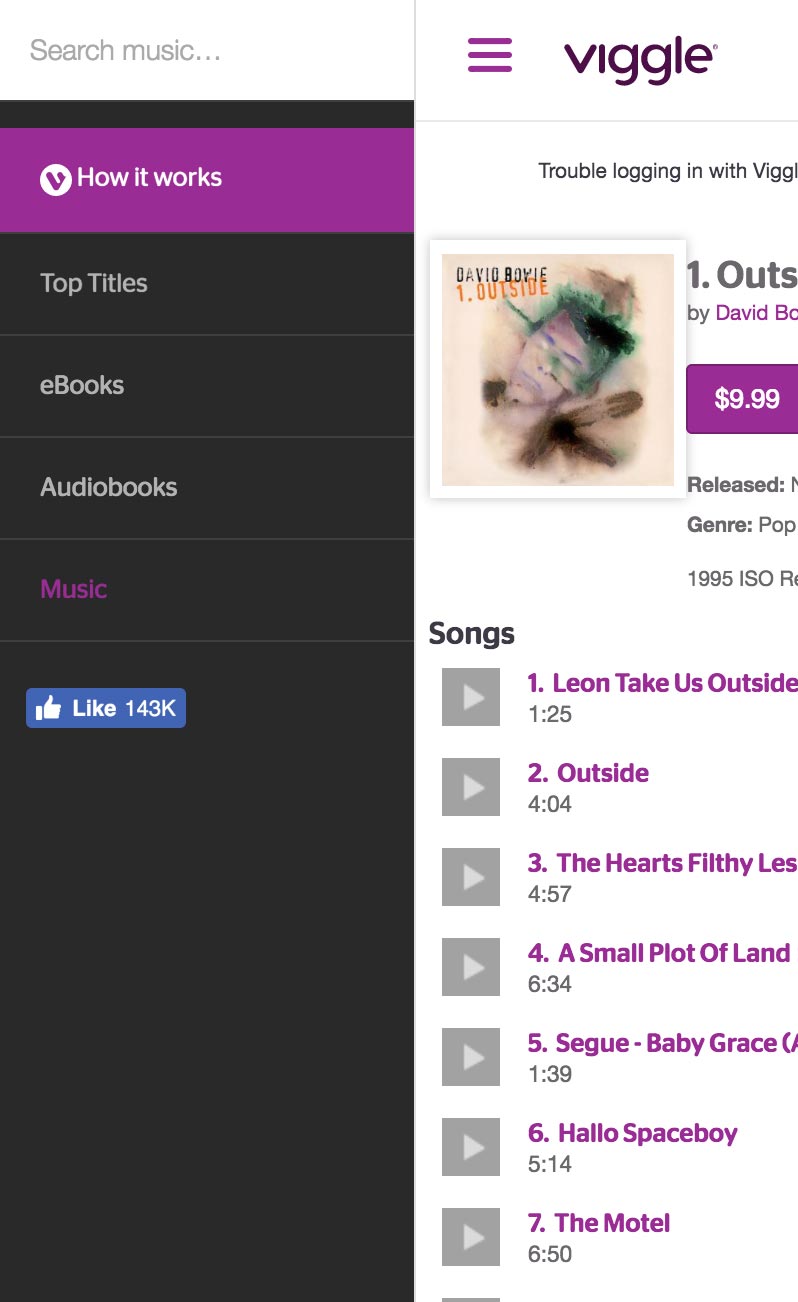 Search music...
How it works
Top Titles
eBooks
Audiobooks
Music
Like 143K
viggle
Trouble logging in with Viggl
DAVID BOWIE
1. OUTSIDE
1. Outs
by David Bo
$9.99
Released: N
Genre: Pop
1995 ISO Re
Songs
1. Leon Take Us Outside
1:25
2. Outside
4:04
3. The Hearts Filthy Les
4:57
4. A Small Plot Of Land
6:34
5. Segue - Baby Grace (A
1:39
6. Hallo Spaceboy
5:14
7. The Motel
6:50